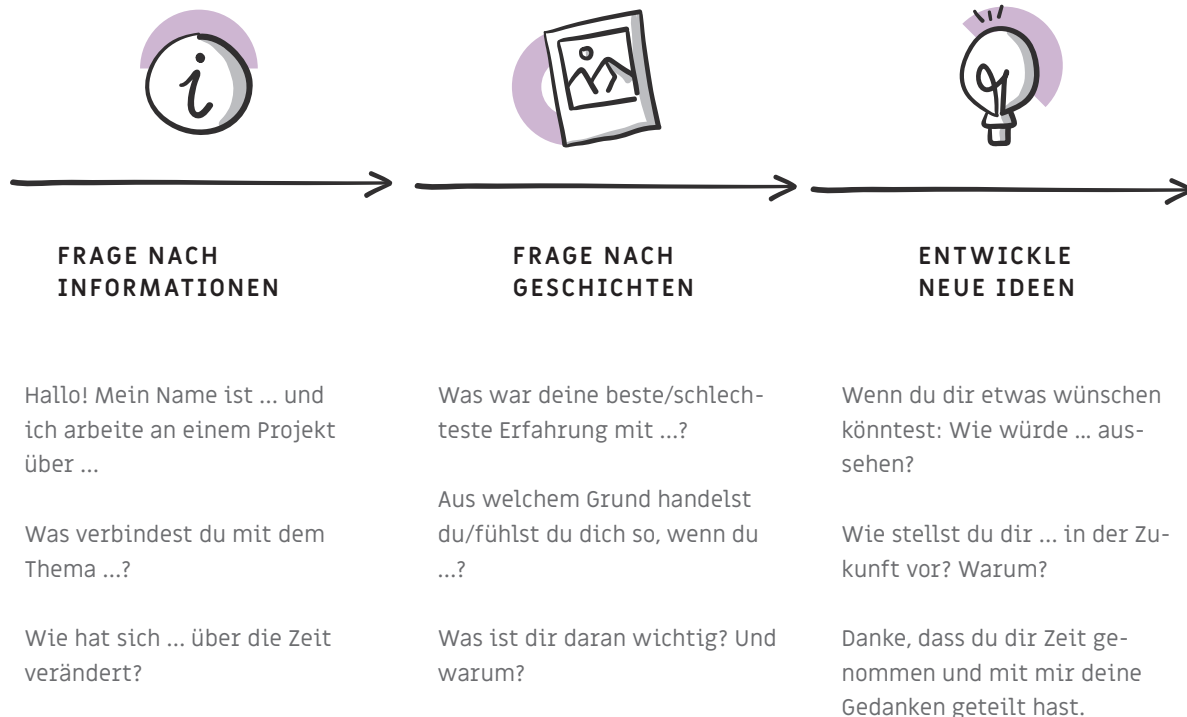 i
FRAGE NACH
INFORMATIONEN
Hallo! Mein Name ist ... und
ich arbeite an einem Projekt
über ...
Was verbindest du mit dem
Thema ...?
Wie hat sich ... über die Zeit
verändert?
FRAGE NACH
GESCHICHTEN
Was war deine beste/schlech-
teste Erfahrung mit ...?
Aus welchem Grund handelst
du/fühlst du dich so, wenn du
...?
Was ist dir daran wichtig? Und
warum?
ENTWICKLE
NEUE IDEEN
Wenn du dir etwas wünschen
könntest: Wie würde ... aus-
sehen?
Wie stellst du dir ... in der Zu-
kunft vor? Warum?
Danke, dass du dir Zeit ge-
nommen und mit mir deine
Gedanken geteilt hast.